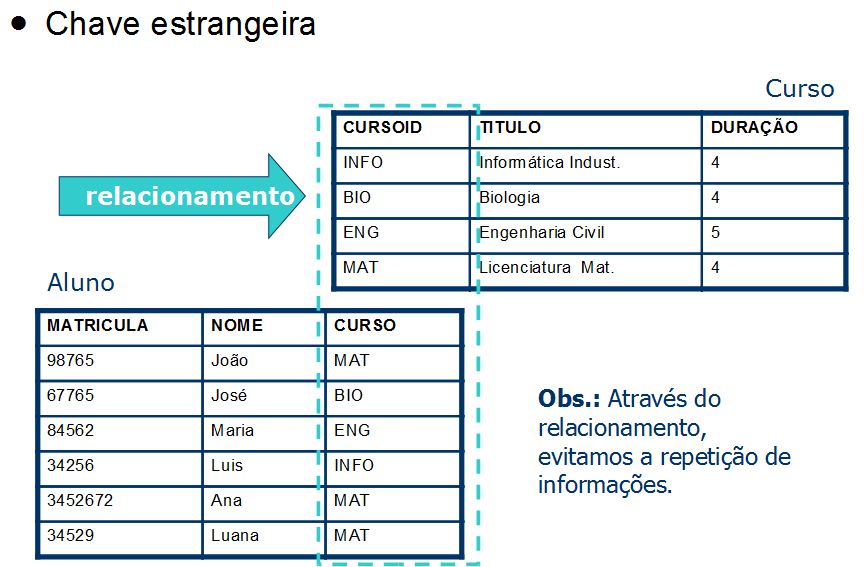 • Chave estrangeira
Curso
CURSOID TITULO DURAÇÃO
INFO Informática Indust. 4
BIO Biologia 4
ENG Engenharia Civil 5
MAT Licenciatura Mat. 4
relacionamento
Aluno
MATRICULA NOME CURSO
98765 João MAT
67765 José BIO
84562 Maria ENG
34256 Luis INFO
3452672 Ana MAT
34529 Luana MAT
Obs.: Através do
relacionamento,
evitamos a repetição de
informações.